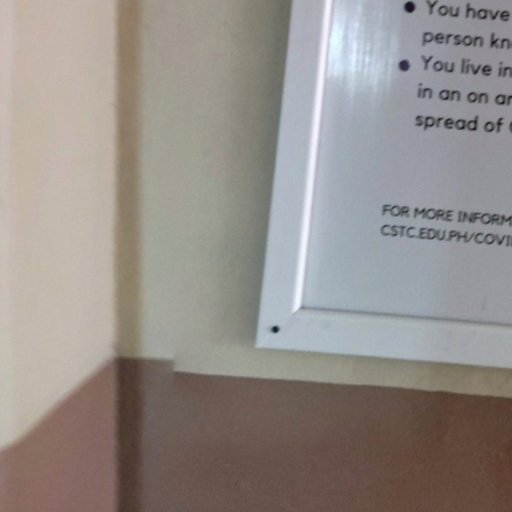 • You have
person kn
• You live in
in an on ar
spread of
FOR MORE INFORM
CSTC.EDU.PH/COVI